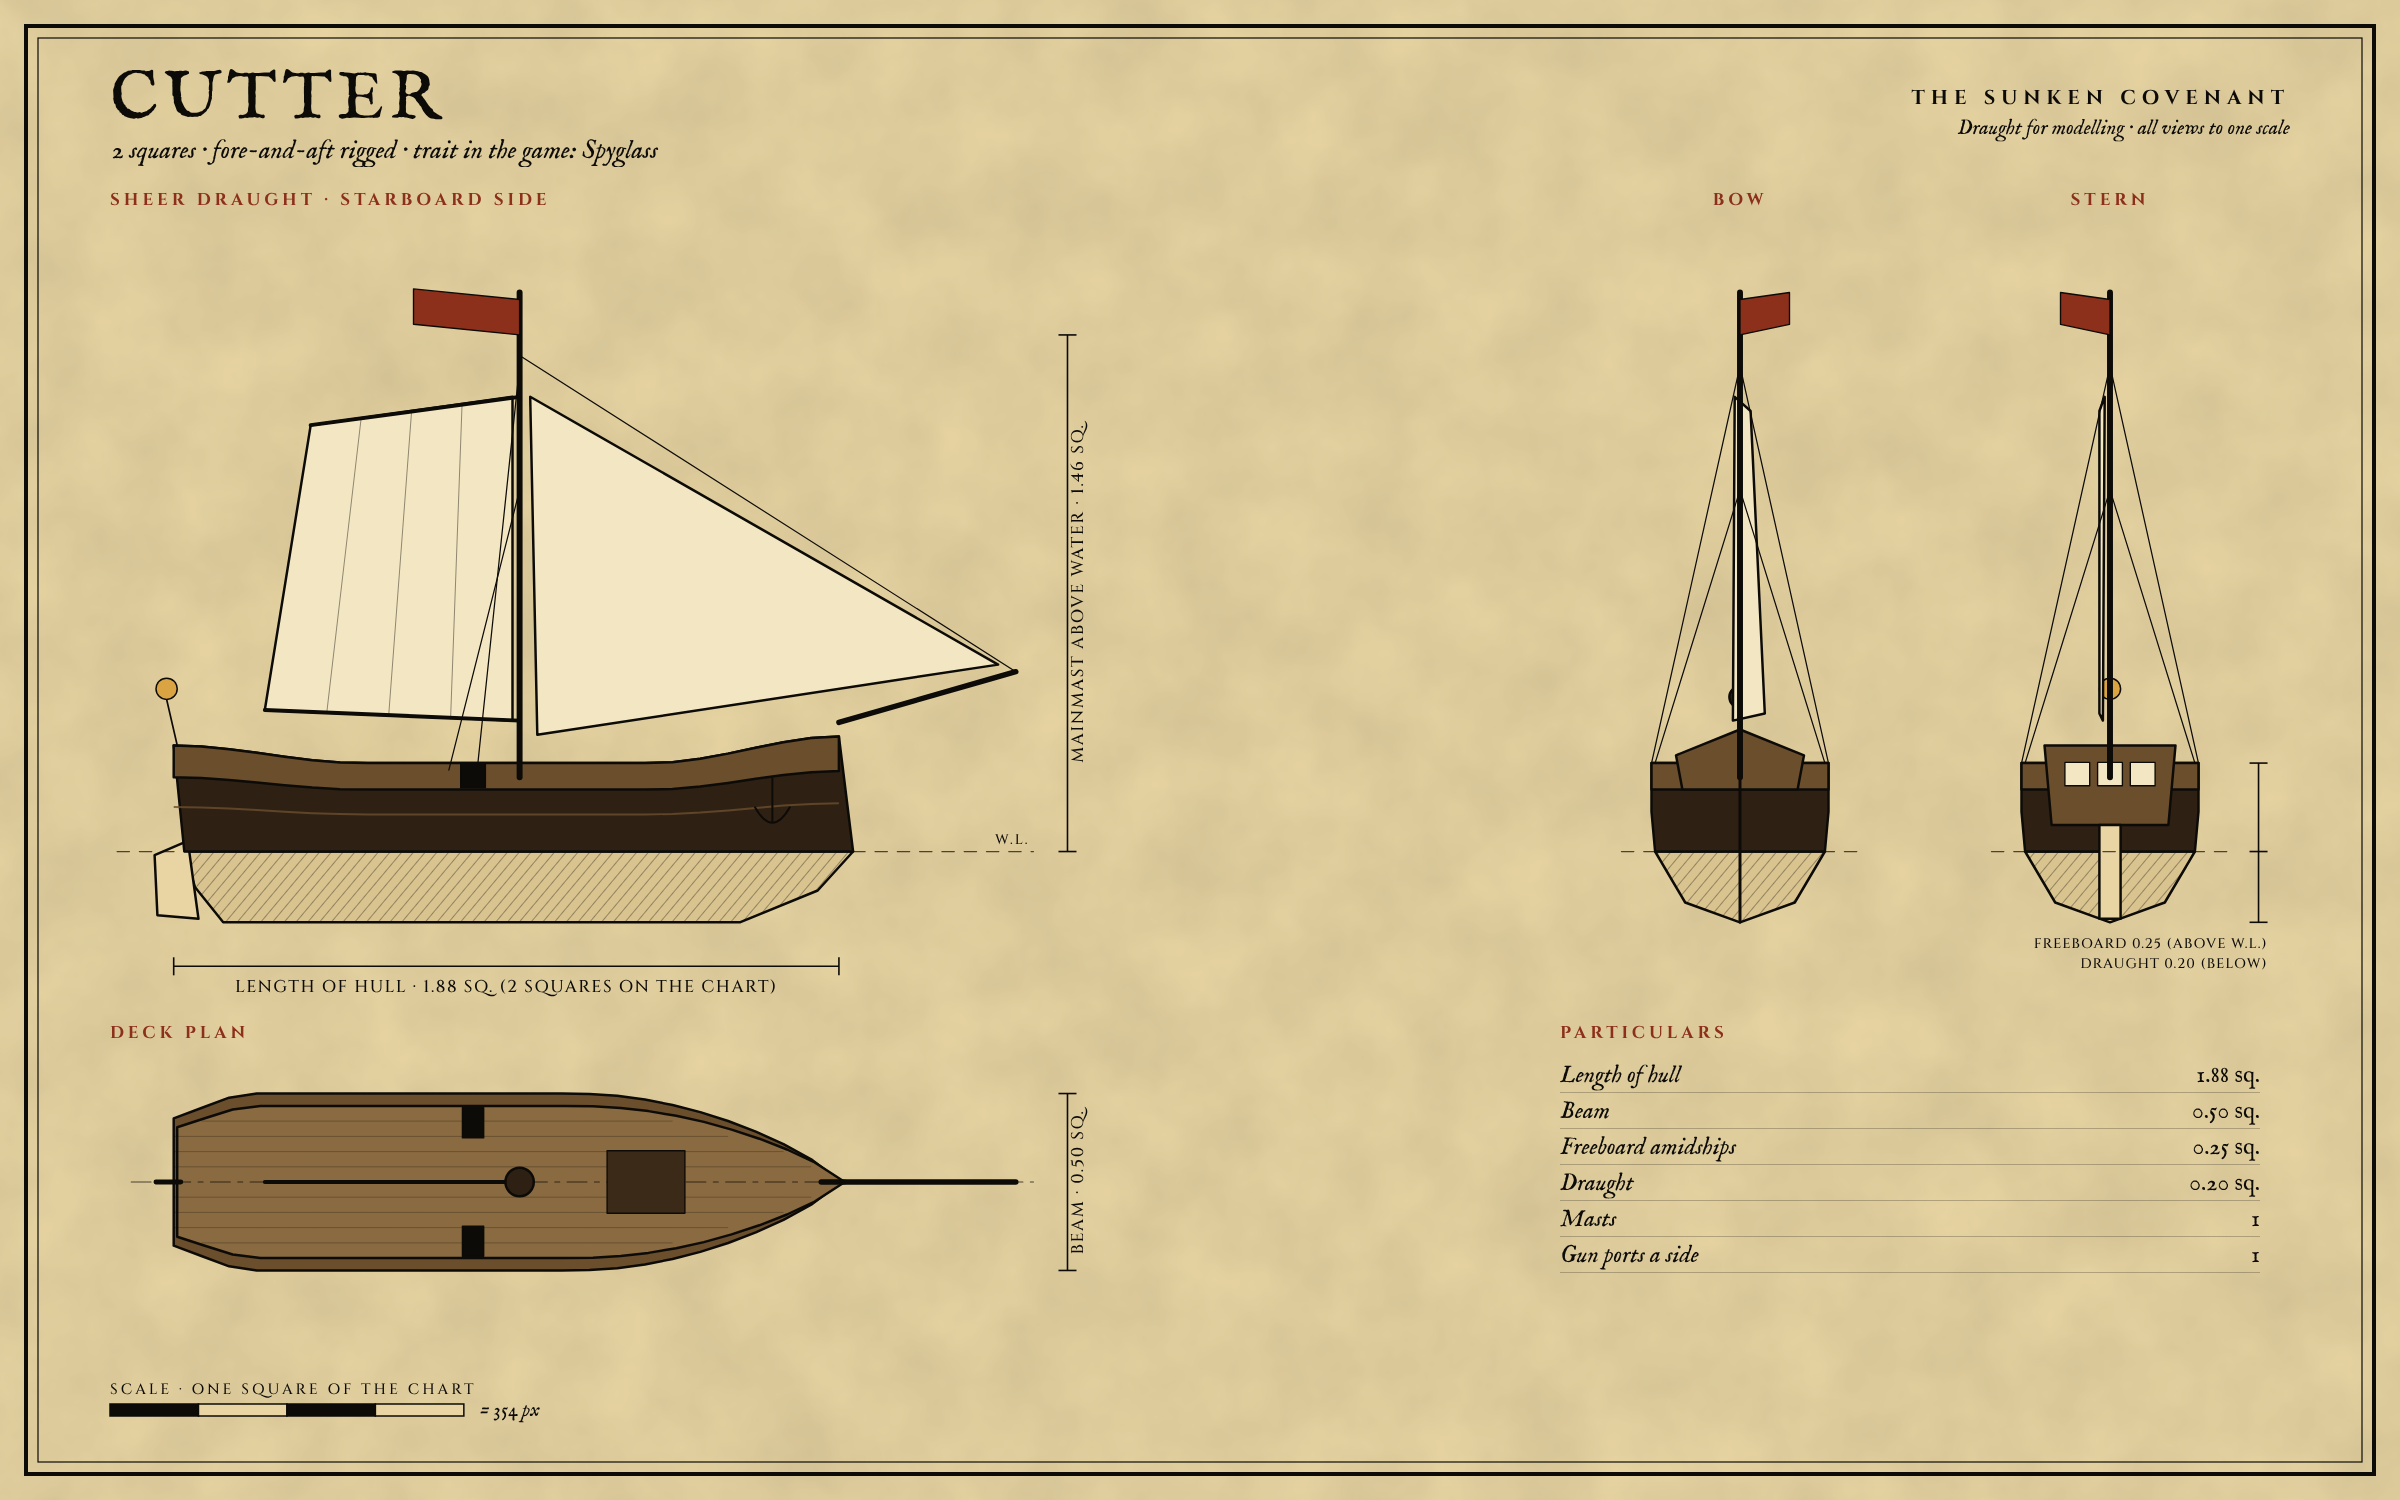 CUTTER
2 squares · fore-and-aft rigged · trait in the game: Spyglass
THE SUNKEN COVENANT
Draught for modelling · all views to one scale
SHEER DRAUGHT · STARBOARD SIDE
BOW
STERN
MAINMAST ABOVE WATER · 1.46 SQ.
W.L.
FREEBOARD 0.25 (ABOVE W.L.)
DRAUGHT 0.20 (BELOW)
LENGTH OF HULL · 1.88 SQ. (2 SQUARES ON THE CHART)
DECK PLAN
BEAM · 0.50 SQ.
PARTICULARS
Length of hull 1.88 sq.
Beam 0.50 sq.
Freeboard amidships 0.25 sq.
Draught 0.20 sq.
Masts 1
Gun ports a side 1
SCALE · ONE SQUARE OF THE CHART
= 354 px